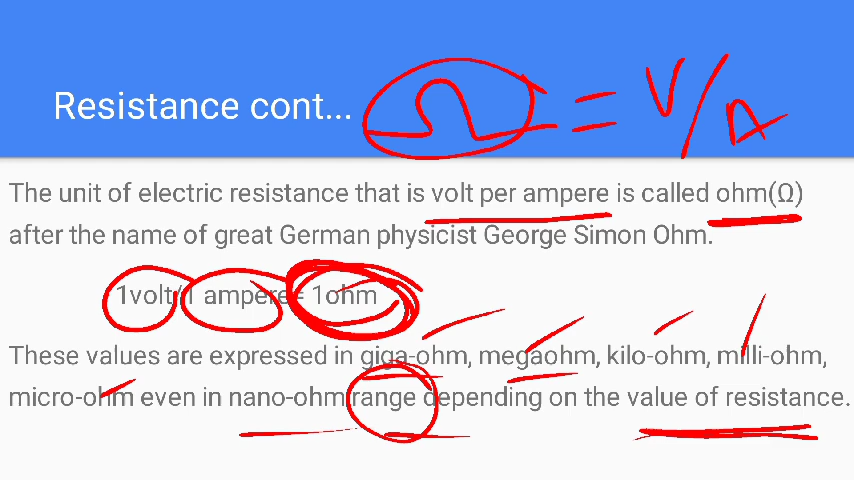 Resistance cont... Ω = V/A
The unit of electric resistance that is volt per ampere is called ohm(Ω)
after the name of great German physicist George Simon Ohm.
1volt/1 ampere= 1ohm
These values are expressed in giga-ohm, megaohm, kilo-ohm, milli-ohm,
micro-ohm even in nano-ohm range depending on the value of resistance.